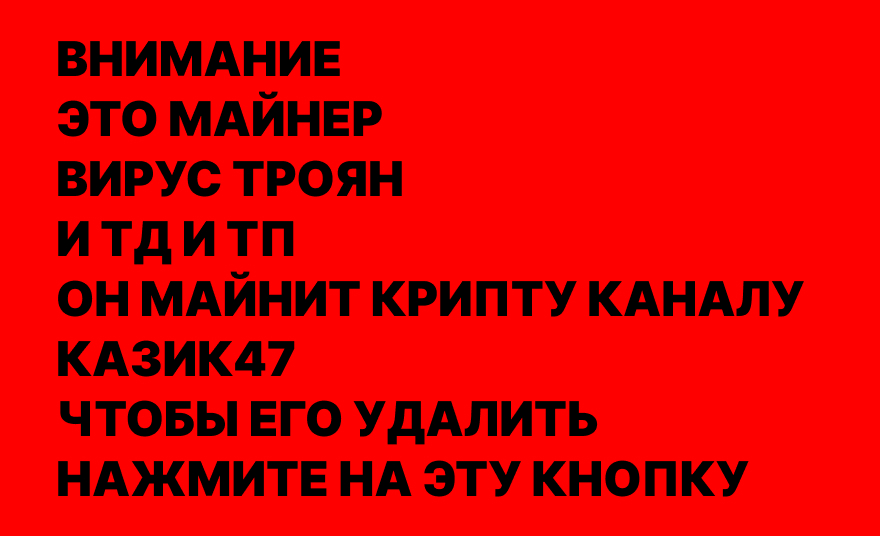 ВНИМАНИЕ
ЭТО МАЙНЕР
ВИРУС ТРОЯН
И ТД И ТП
ОН МАЙНИТ КРИПТУ КАНАЛУ
КАЗИК47
ЧТОБЫ ЕГО УДАЛИТЬ
НАЖМИТЕ НА ЭТУ КНОПКУ